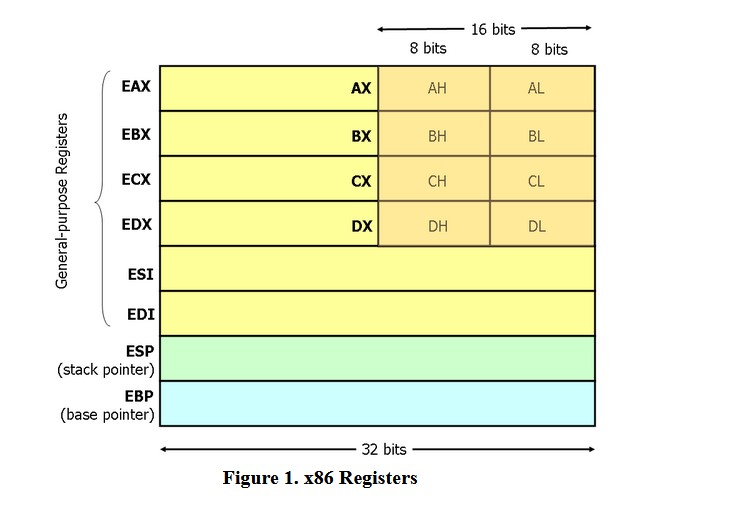 16 bits
8 bits 8 bits
General-purpose Registers
EAX AX AH AL
EBX BX BH BL
ECX CX CH CL
EDX DX DH DL
ESI
EDI
ESP
(stack pointer)
EBP
(base pointer)
32 bits
Figure 1. x86 Registers